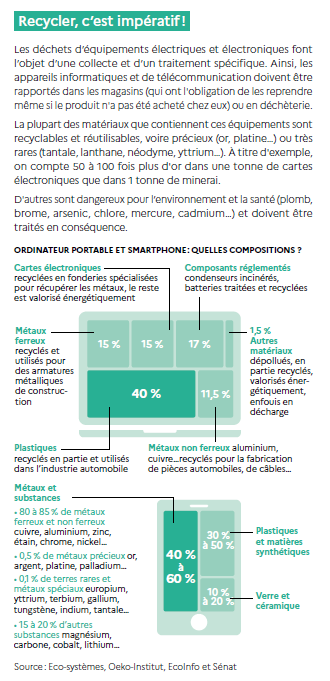 Recycler, c'est impératif !
Les déchets d'équipements électriques et électroniques font
l'objet d'une collecte et d'un traitement spécifique. Ainsi, les
appareils informatiques et de télécommunication doivent être
rapportés dans les magasins (qui ont l'obligation de les reprendre
même si le produit n'a pas été acheté chez eux) ou en déchèterie.
La plupart des matériaux que contiennent ces équipements sont
recyclables et réutilisables, voire précieux (or, platine...) ou très
rares (tantale, lanthane, néodyme, yttrium...). À titre d'exemple,
on compte 50 à 100 fois plus d'or dans une tonne de cartes
électroniques que dans 1 tonne de minerai.
D'autres sont dangereux pour l'environnement et la santé (plomb,
brome, arsenic, chlore, mercure, cadmium...) et doivent être
traités en conséquence.
ORDINATEUR PORTABLE ET SMARTPHONE : QUELLES COMPOSITIONS ?
Cartes électroniques
recyclées en fonderies spécialisées
pour récupérer les métaux, le reste
est valorisé énergétiquement
Composants réglementés
condenseurs incinérés,
batteries traitées et recyclées
Métaux
ferreux
recyclés et
utilisés pour
des armatures
métalliques
de construc-
tion
15 %
15 %
17 %
40 %
11,5 %
1,5 %
Autres
matériaux
dépollués, en
partie recyclés,
valorisés éner-
gétiquement,
enfouis en
décharge
Plastiques
recyclés en partie et utilisés
dans l'industrie automobile
Métaux non ferreux aluminium,
cuivre...recyclés pour la fabrication
de pièces automobiles, de câbles...
Métaux et
substances
• 80 à 85 % de métaux
ferreux et non ferreux
cuivre, aluminium, zinc,
étain, chrome, nickel...
• 0,5 % de métaux précieux or,
argent, platine, palladium...
• 0,1 % de terres rares et
métaux spéciaux europium,
yttrium, terbium, gallium,
tungstène, indium, tantale...
• 15 à 20 % d'autres
substances magnésium,
carbone, cobalt, lithium...
40 %
à
60 %
30 %
à 50 %
10 %
à 20 %
Plastiques
et matières
synthétiques
Verre et
céramique
Source : Eco-systèmes, Oeko-Institut, EcoInfo et Sénat